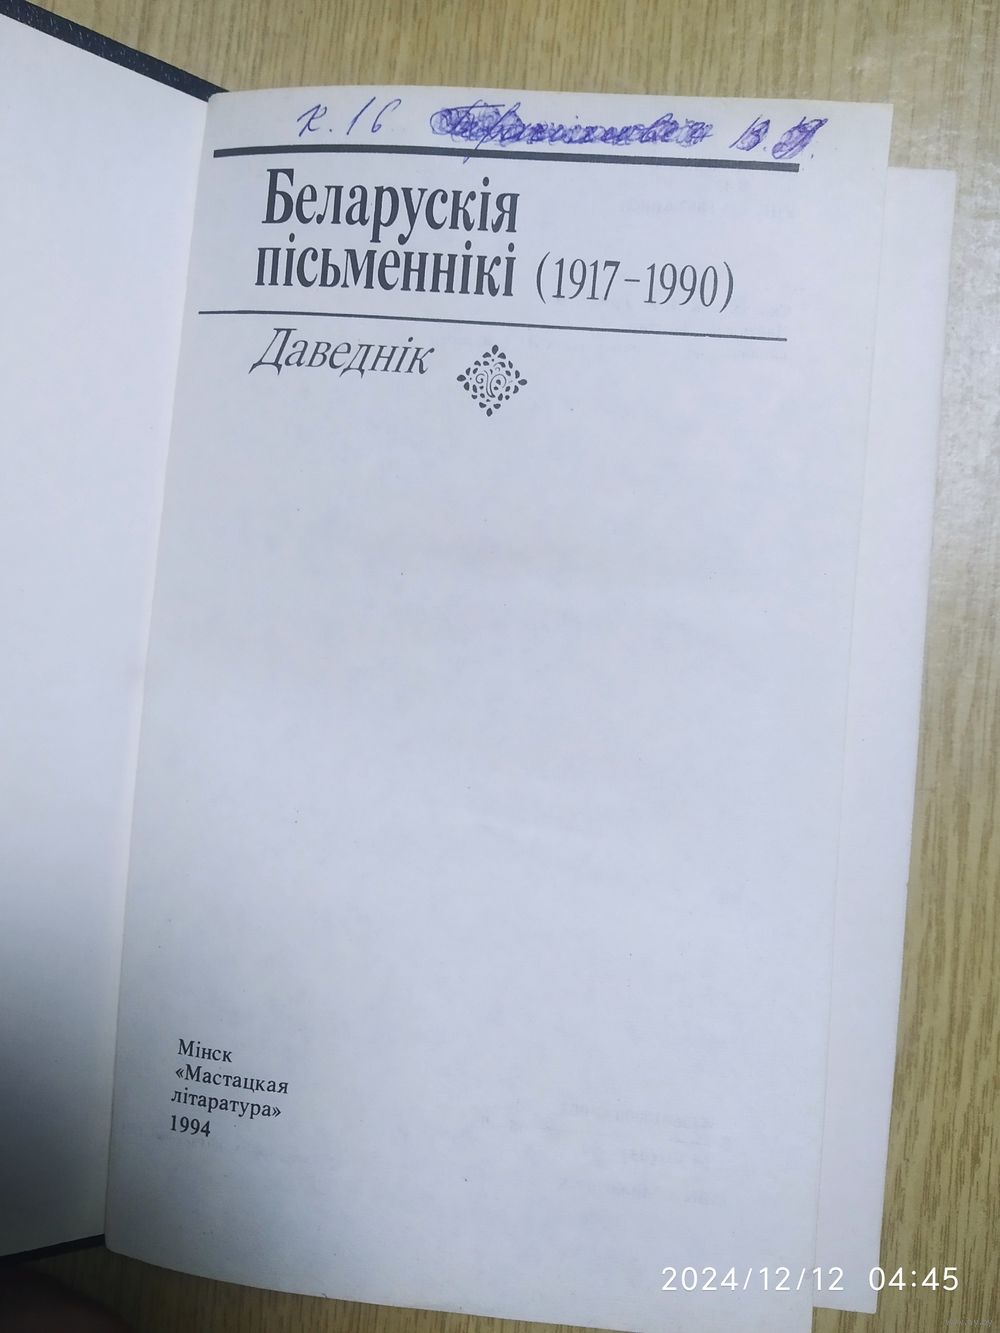 к. 16 В.
Беларускія
пісьменнікі (1917-1990)
Даведнік
Мінск
«Мастацкая
літаратура»
1994
2024/12/12 04:45